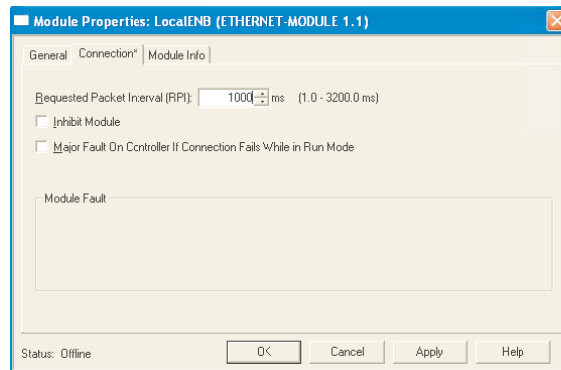 Module Properties: LocalENB (ETHERNET-MODULE 1.1)
General Connection* Module Info
Requested Packet Interval (RPI): 1000 ms (1.0 - 3200.0 ms)
Inhibit Module
Major Fault On Controller If Connection Fails While in Run Mode
Module Fault
Status: Offline OK Cancel Apply Help